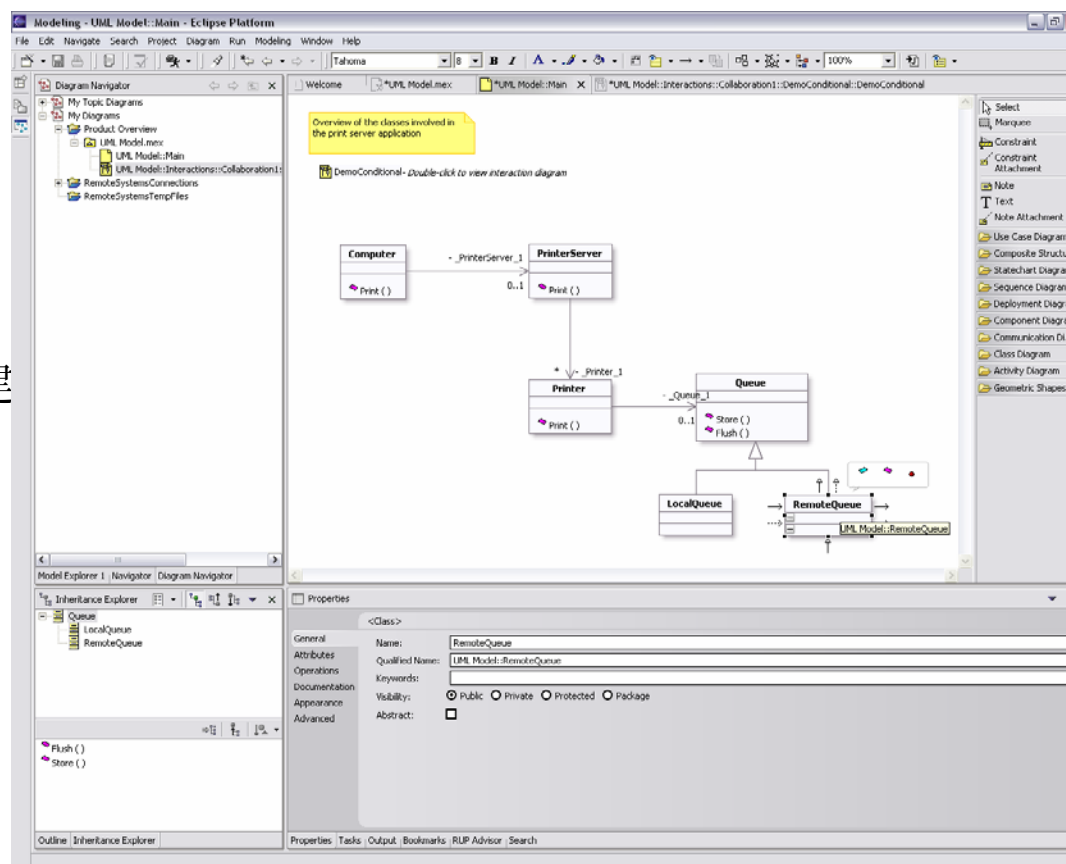 Modeling - UML Model::Main - Eclipse Platform
File Edit Navigate Search Project Diagram Run Modeling Window Help
Tahoma 8 B I A 100%
Diagram Navigator
My Topic Diagrams
My Diagrams
Product Overview
UML Model.mex
UML Model::Main
UML Model::Interactions::Collaboration1:
RemoteSystemsConnections
RemoteSystemsTempFiles
Model Explorer 1 Navigator Diagram Navigator
Welcome *UML Model.mex *UML Model::Main *UML Model::Interactions::Collaboration1::DemoConditional::DemoConditional
Overview of the classes involved in
the print server application
DemoConditional- Double-click to view interaction diagram
Computer
Print ( )
- _PrinterServer_1
0..1
PrinterServer
Print ( )
* - _Printer_1
Printer
Print ( )
- _Queue_1
0..1
Queue
Store ( )
Flush ( )
LocalQueue
RemoteQueue
UML Model::RemoteQueue
Select
Marquee
Constraint
Constraint
Attachment
Note
Text
Note Attachment
Use Case Diagram
Composite Structu
Statechart Diagra
Sequence Diagram
Deployment Diagr
Component Diagra
Communication Di
Class Diagram
Activity Diagram
Geometric Shapes
Inheritance Explorer
Queue
LocalQueue
RemoteQueue
Flush ( )
Store ( )
Outline Inheritance Explorer
Properties
<Class>
General
Attributes
Operations
Documentation
Appearance
Advanced
Name: RemoteQueue
Qualified Name: UML Model::RemoteQueue
Keywords:
Visibility: Public Private Protected Package
Abstract:
Properties Tasks Output Bookmarks RUP Advisor Search